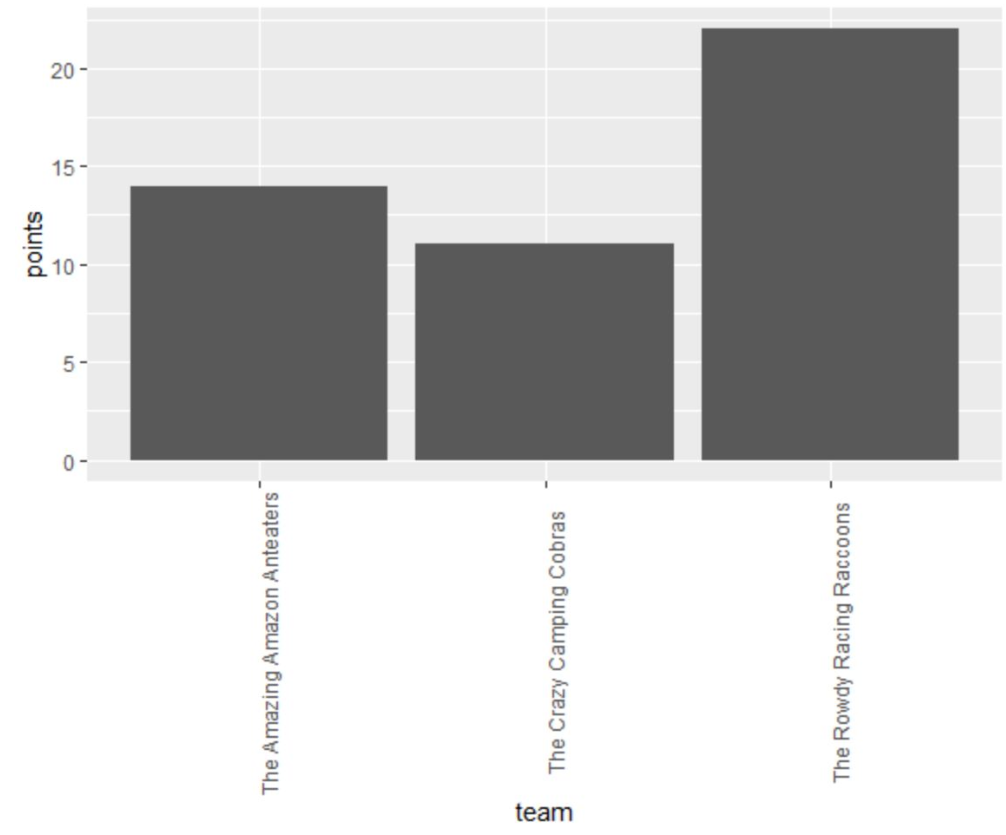 20
15
10
5
0
points
The Amazing Amazon Anteaters
The Crazy Camping Cobras
The Rowdy Racing Raccoons
team